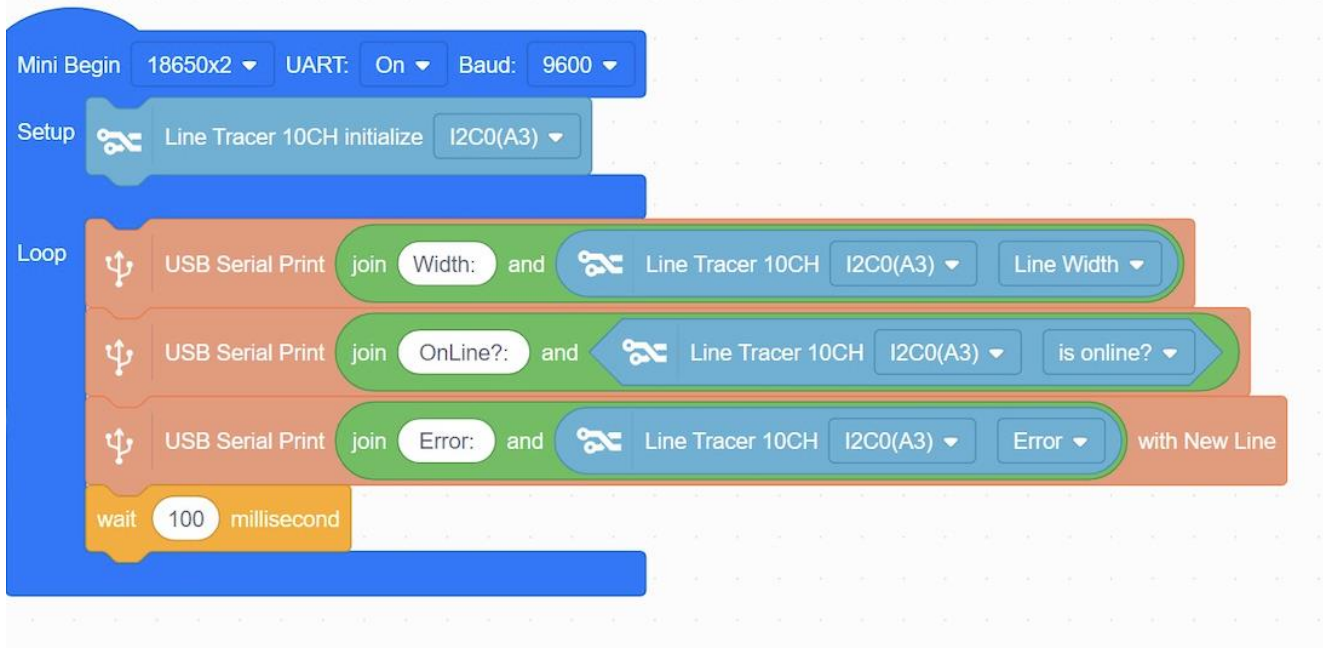 Mini Begin 18650x2 UART: On Baud: 9600
Setup Line Tracer 10CH initialize I2C0(A3)
Loop USB Serial Print join Width: and Line Tracer 10CH I2C0(A3) Line Width
USB Serial Print join OnLine?: and Line Tracer 10CH I2C0(A3) is online?
USB Serial Print join Error: and Line Tracer 10CH I2C0(A3) Error with New Line
wait 100 millisecond